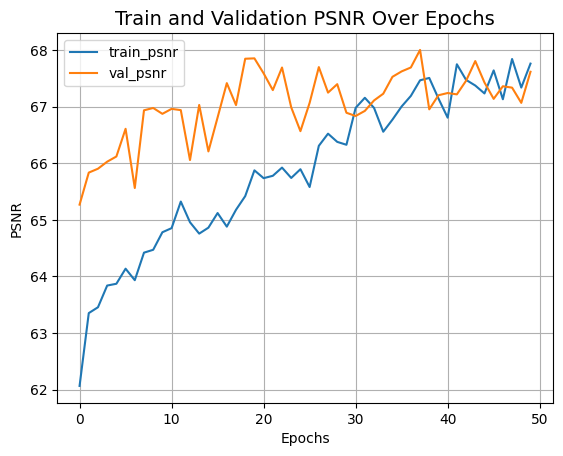 Train and Validation PSNR Over Epochs
train_psnr
val_psnr
68
67
66
65
64
63
62
PSNR
0 10 20 30 40 50
Epochs